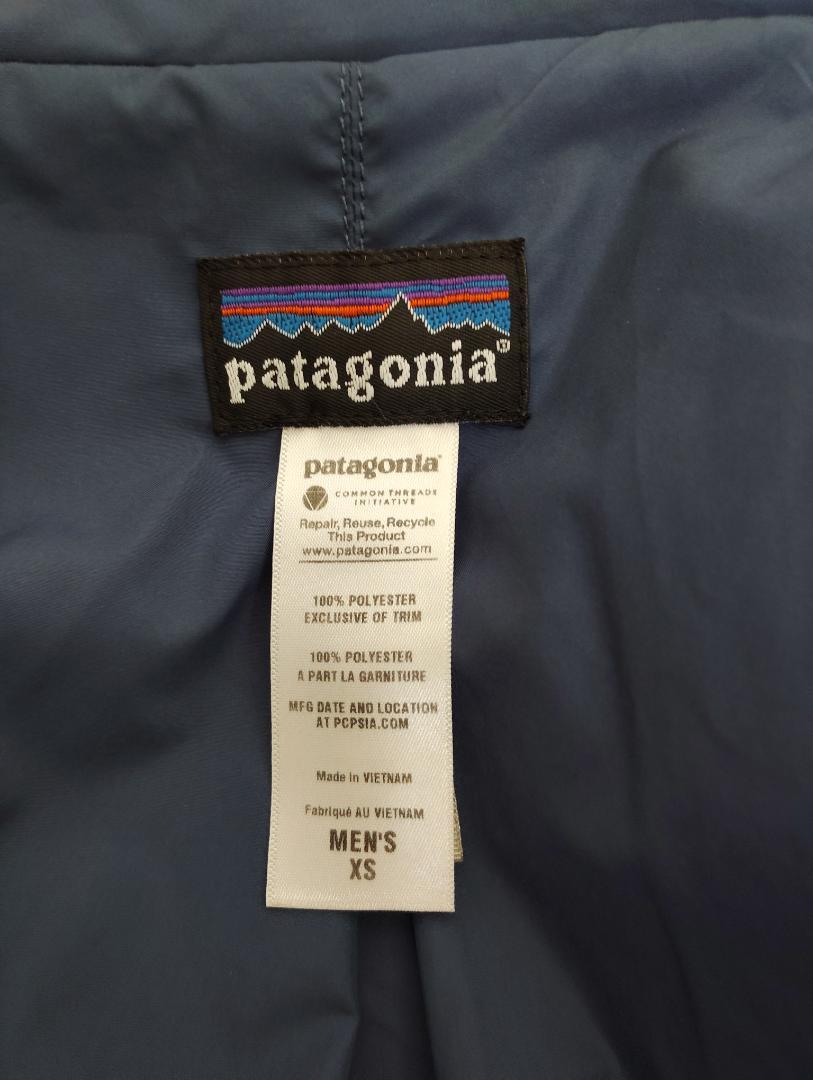 patagonia®
patagonia®
COMMON THREADS
INITIATIVE
Repair, Reuse, Recycle
This Product
www.patagonia.com
100% POLYESTER
EXCLUSIVE OF TRIM
100% POLYESTER
A PART LA GARNITURE
MFG DATE AND LOCATION
AT PCPSIA.COM
Made in VIETNAM
Fabriqué AU VIETNAM
MEN'S
XS